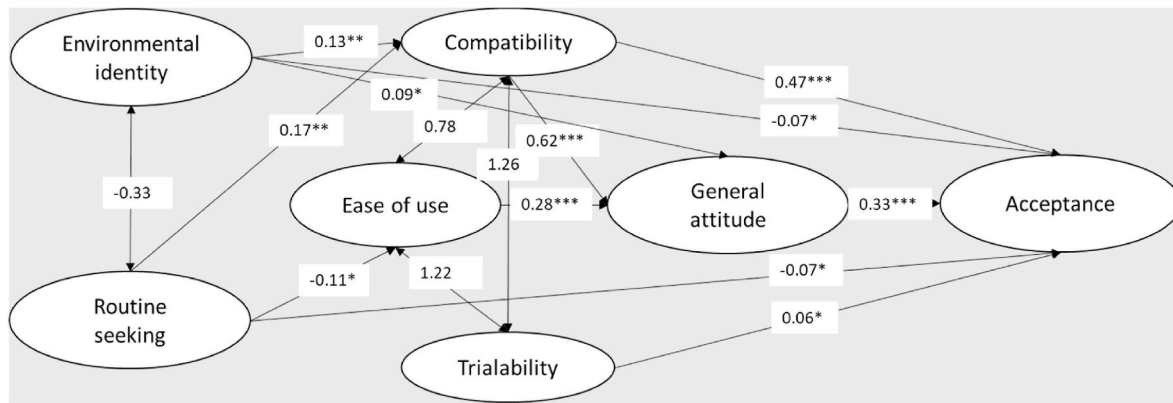 Environmental
identity
0.13**
Compatibility
0.47***
0.09*
-0.07*
0.17**
0.78
0.62***
1.26
-0.33
Ease of use
0.28***
General
attitude
0.33***
Acceptance
-0.11*
1.22
-0.07*
Routine
seeking
0.06*
Trialability